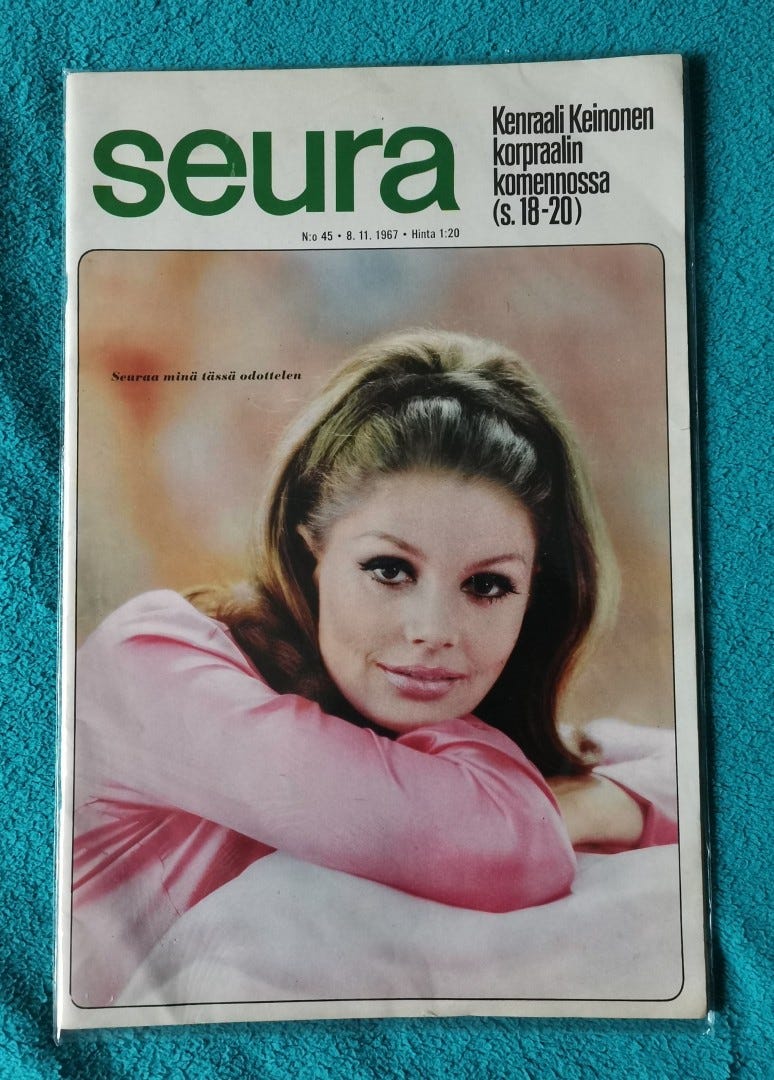 seura
N:o 45 • 8. 11. 1967 • Hinta 1:20
Kenraali Keinonen
korpraalin
komennossa
(s. 18-20)
Seuraa minä tässä odottelen